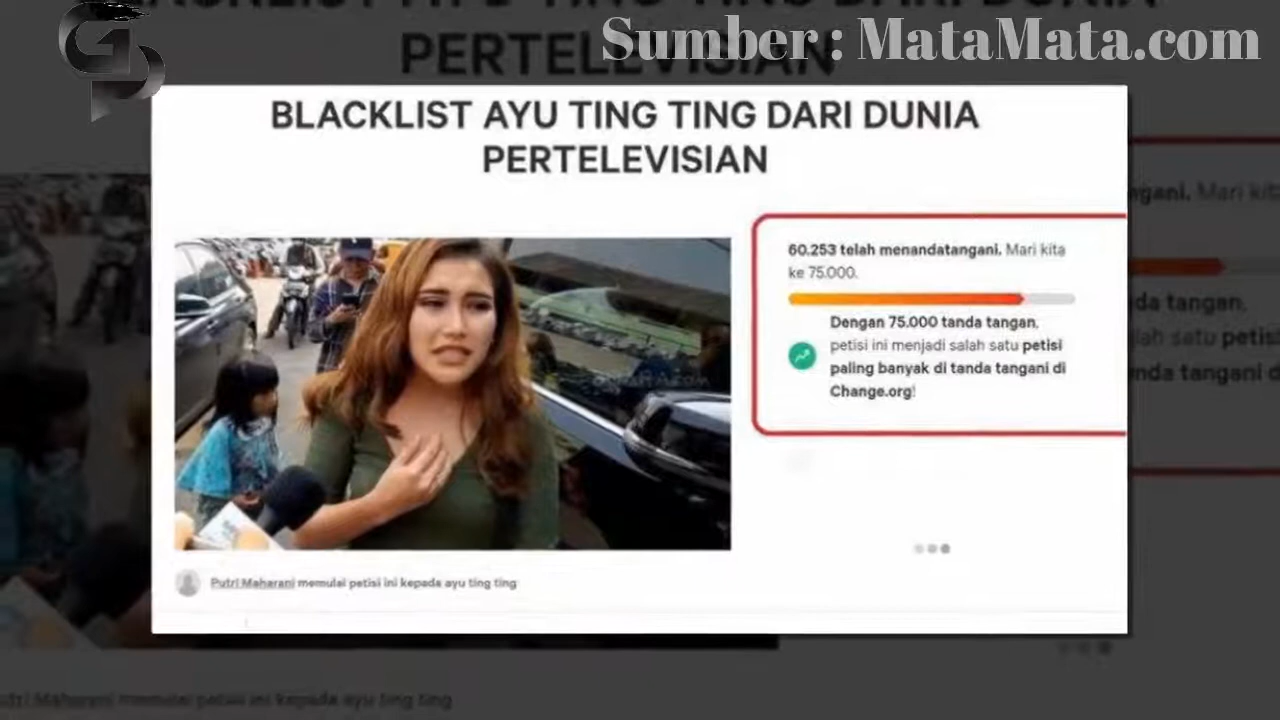 PERTELEVISIAN
Sumber : MataMata.com
BLACKLIST AYU TING TING DARI DUNIA
PERTELEVISIAN
60.253 telah menandatangani. Mari kita
ke 75.000.
Dengan 75.000 tanda tangan,
petisi ini menjadi salah satu petisi
paling banyak di tanda tangani di
Change.org!
Putri Maharani memulai petisi ini kepada ayu ting ting